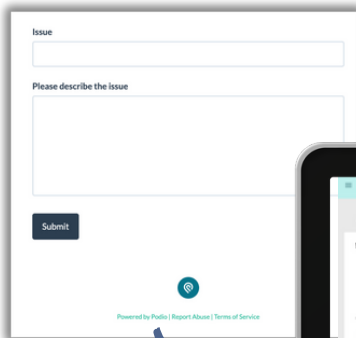 Issue
Please describe the issue
Submit
Powered by Podio | Report Abuse | Terms of Service